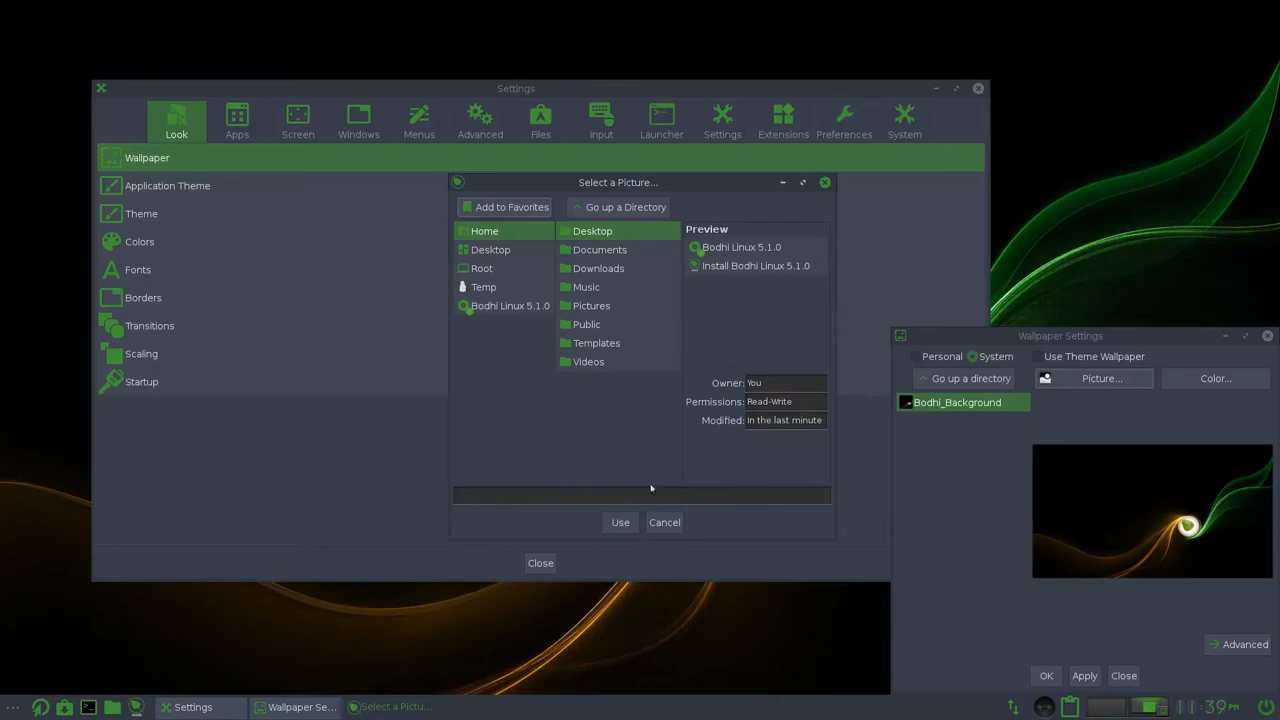 Settings
Look
Apps
Screen
Windows
Menus
Advanced
Files
Input
Launcher
Settings
Extensions
Preferences
System
Wallpaper
Application Theme
Theme
Colors
Fonts
Borders
Transitions
Scaling
Startup
Close
Select a Picture...
Add to Favorites
Go up a Directory
Home
Desktop
Root
Temp
Bodhi Linux 5.1.0
Desktop
Documents
Downloads
Music
Pictures
Public
Templates
Videos
Preview
Bodhi Linux 5.1.0
Install Bodhi Linux 5.1.0
Owner: You
Permissions: Read-Write
Modified: In the last minute
Use
Cancel
Wallpaper Settings
Personal
System
Use Theme Wallpaper
Go up a directory
Picture...
Color...
Bodhi_Background
Advanced
OK
Apply
Close
Settings
Wallpaper Se...
Select a Pictu...
:39 PM